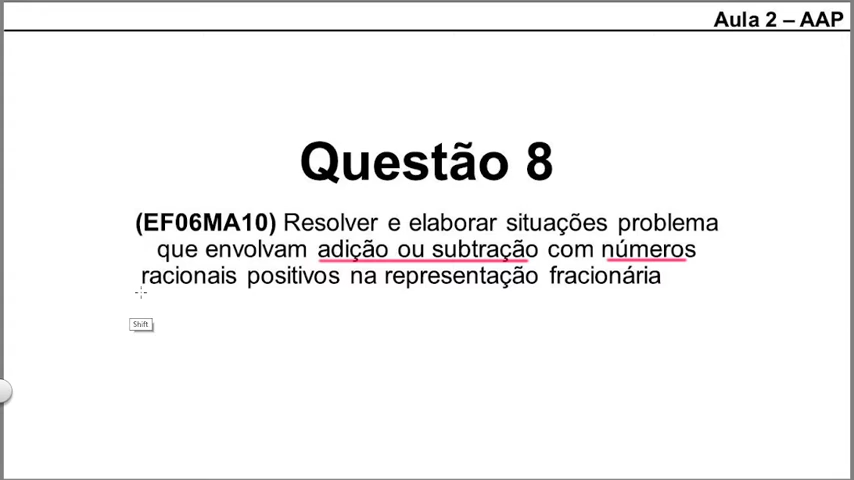 Aula 2 – AAP
Questão 8
(EF06MA10) Resolver e elaborar situações problema
que envolvam adição ou subtração com números
racionais positivos na representação fracionária
Shift